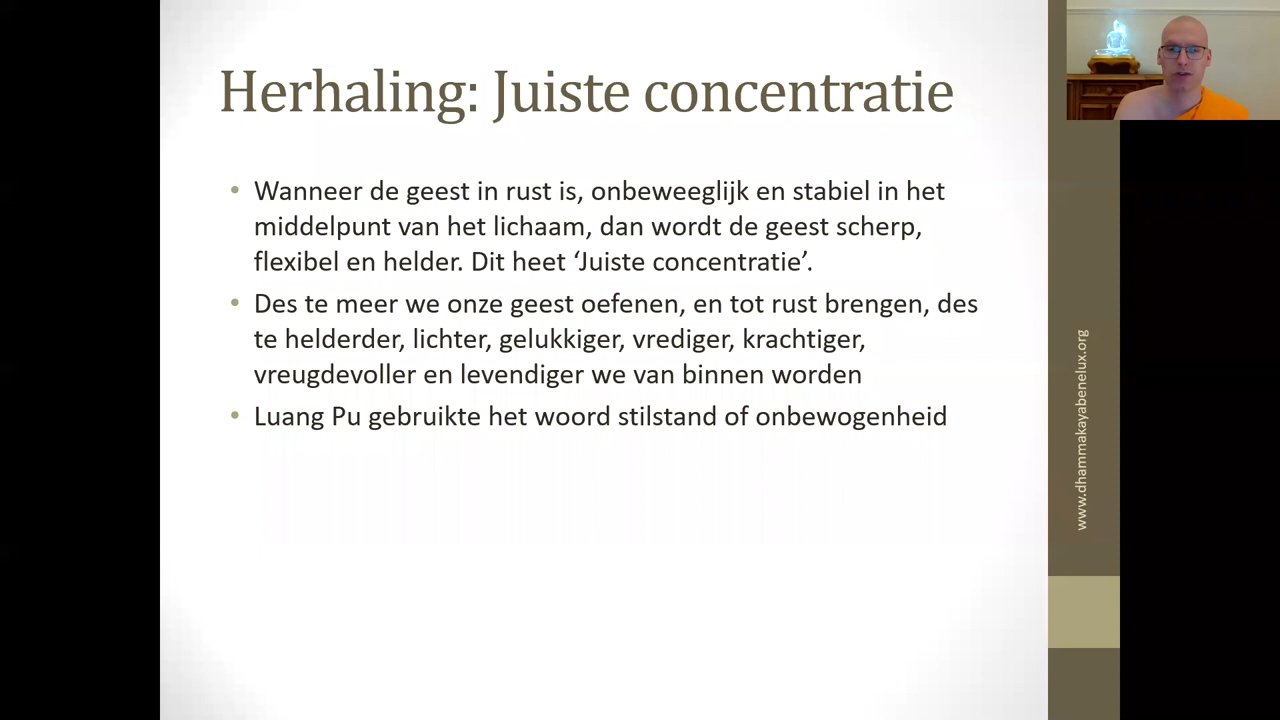 Herhaling: Juiste concentratie
• Wanneer de geest in rust is, onbeweeglijk en stabiel in het
middelpunt van het lichaam, dan wordt de geest scherp,
flexibel en helder. Dit heet ‘Juiste concentratie’.
• Des te meer we onze geest oefenen, en tot rust brengen, des
te helderder, lichter, gelukkiger, vrediger, krachtiger,
vreugdevoller en levendiger we van binnen worden
• Luang Pu gebruikte het woord stilstand of onbewogenheid
www.dhammakayabenelux.org